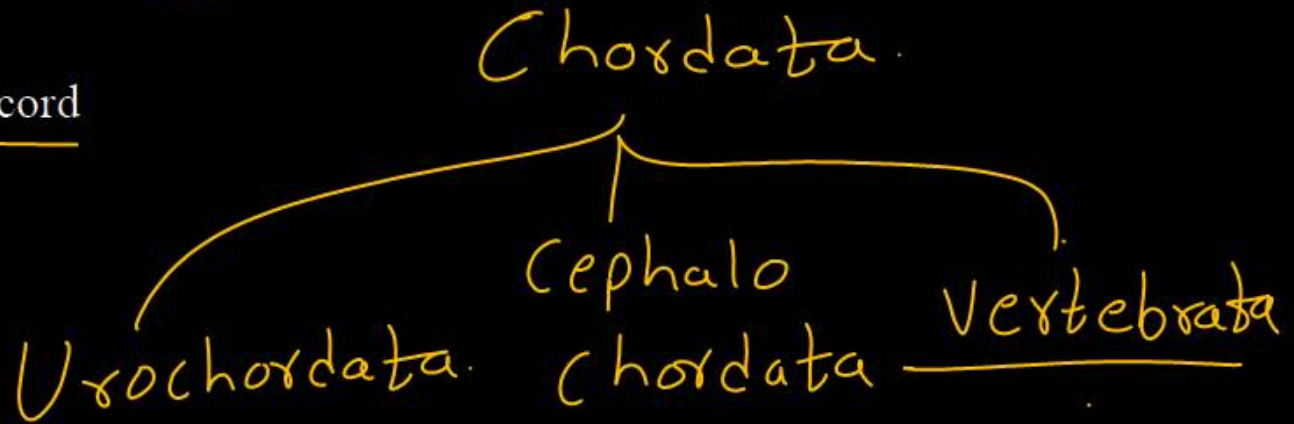 Chordata.
cord
Cephalo
Vertebrata
Urochordata.
chordata